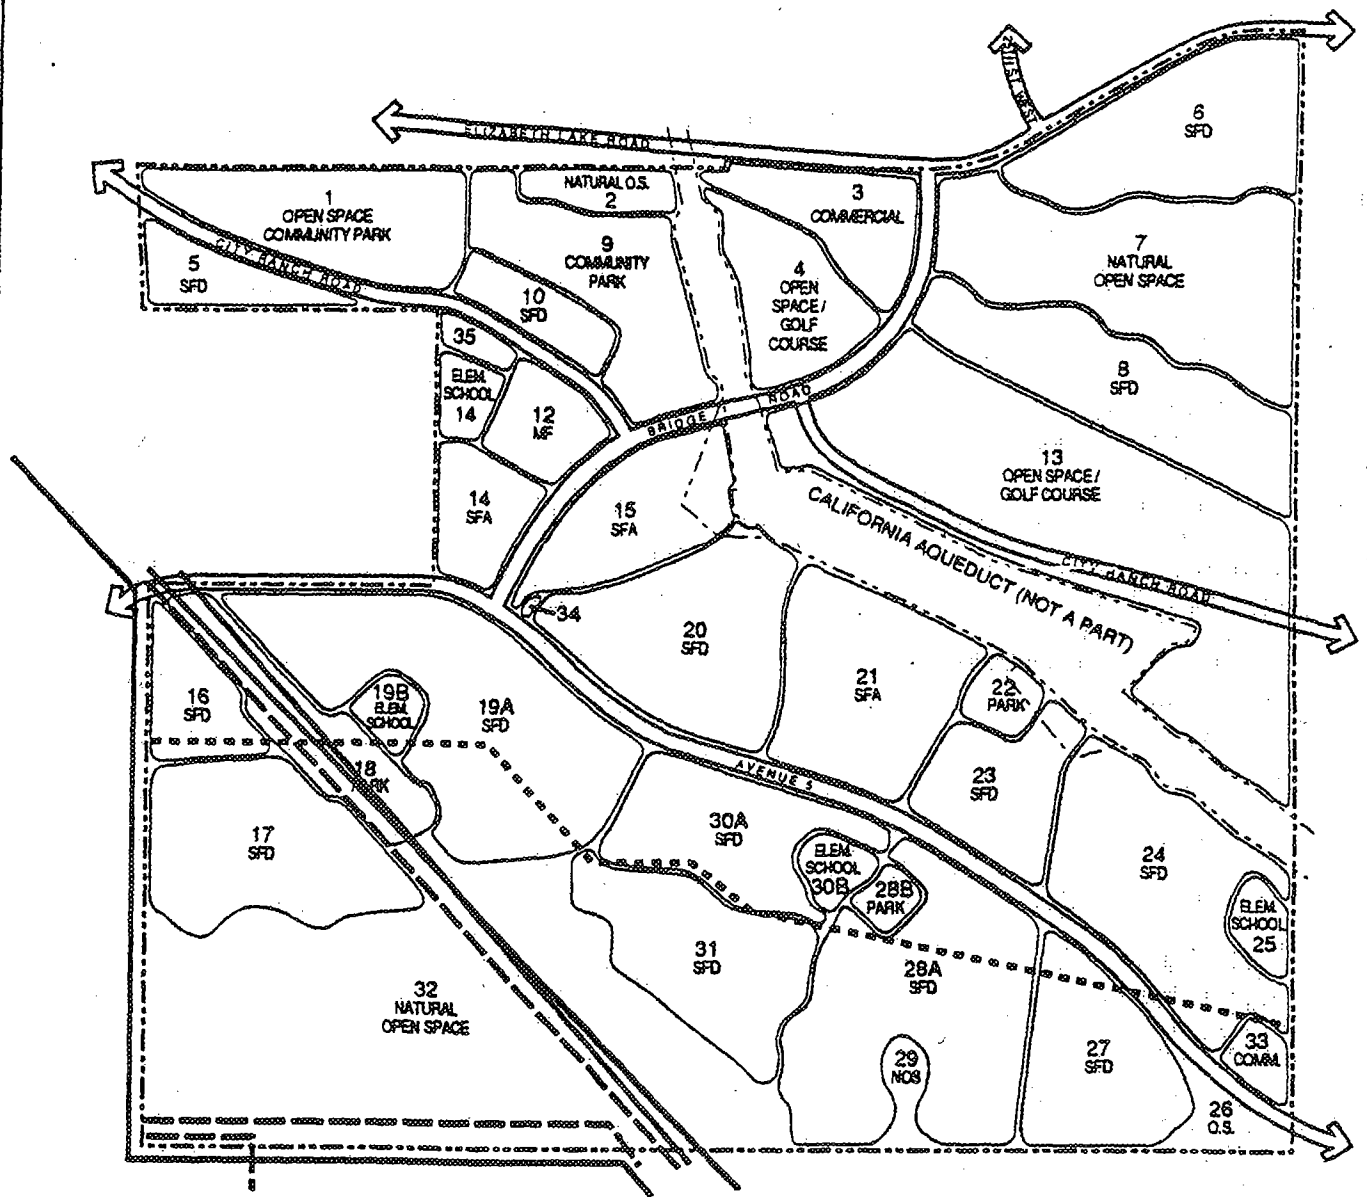 25TH ST. WEST
6
SFD
ELIZABETH LAKE ROAD
1
OPEN SPACE
COMMUNITY PARK
NATURAL O.S.
2
3
COMMERCIAL
CITY RANCH ROAD
5
SFD
9
COMMUNITY
PARK
7
NATURAL
OPEN SPACE
4
OPEN
SPACE /
GOLF
COURSE
10
SFD
35
ELEM.
SCHOOL
14
12
MF
8
SFD
BRIDGE ROAD
13
OPEN SPACE /
GOLF COURSE
14
SFA
15
SFA
CALIFORNIA AQUEDUCT (NOT A PART)
CITY RANCH ROAD
34
20
SFD
21
SFA
22
PARK
16
SFD
19B
ELEM.
SCHOOL
19A
SFD
18
PARK
AVENUE S
23
SFD
17
SFD
30A
SFD
ELEM.
SCHOOL
30B
28B
PARK
24
SFD
ELEM.
SCHOOL
25
31
SFD
28A
SFD
32
NATURAL
OPEN SPACE
29
NOS
27
SFD
33
COMM.
26
O.S.